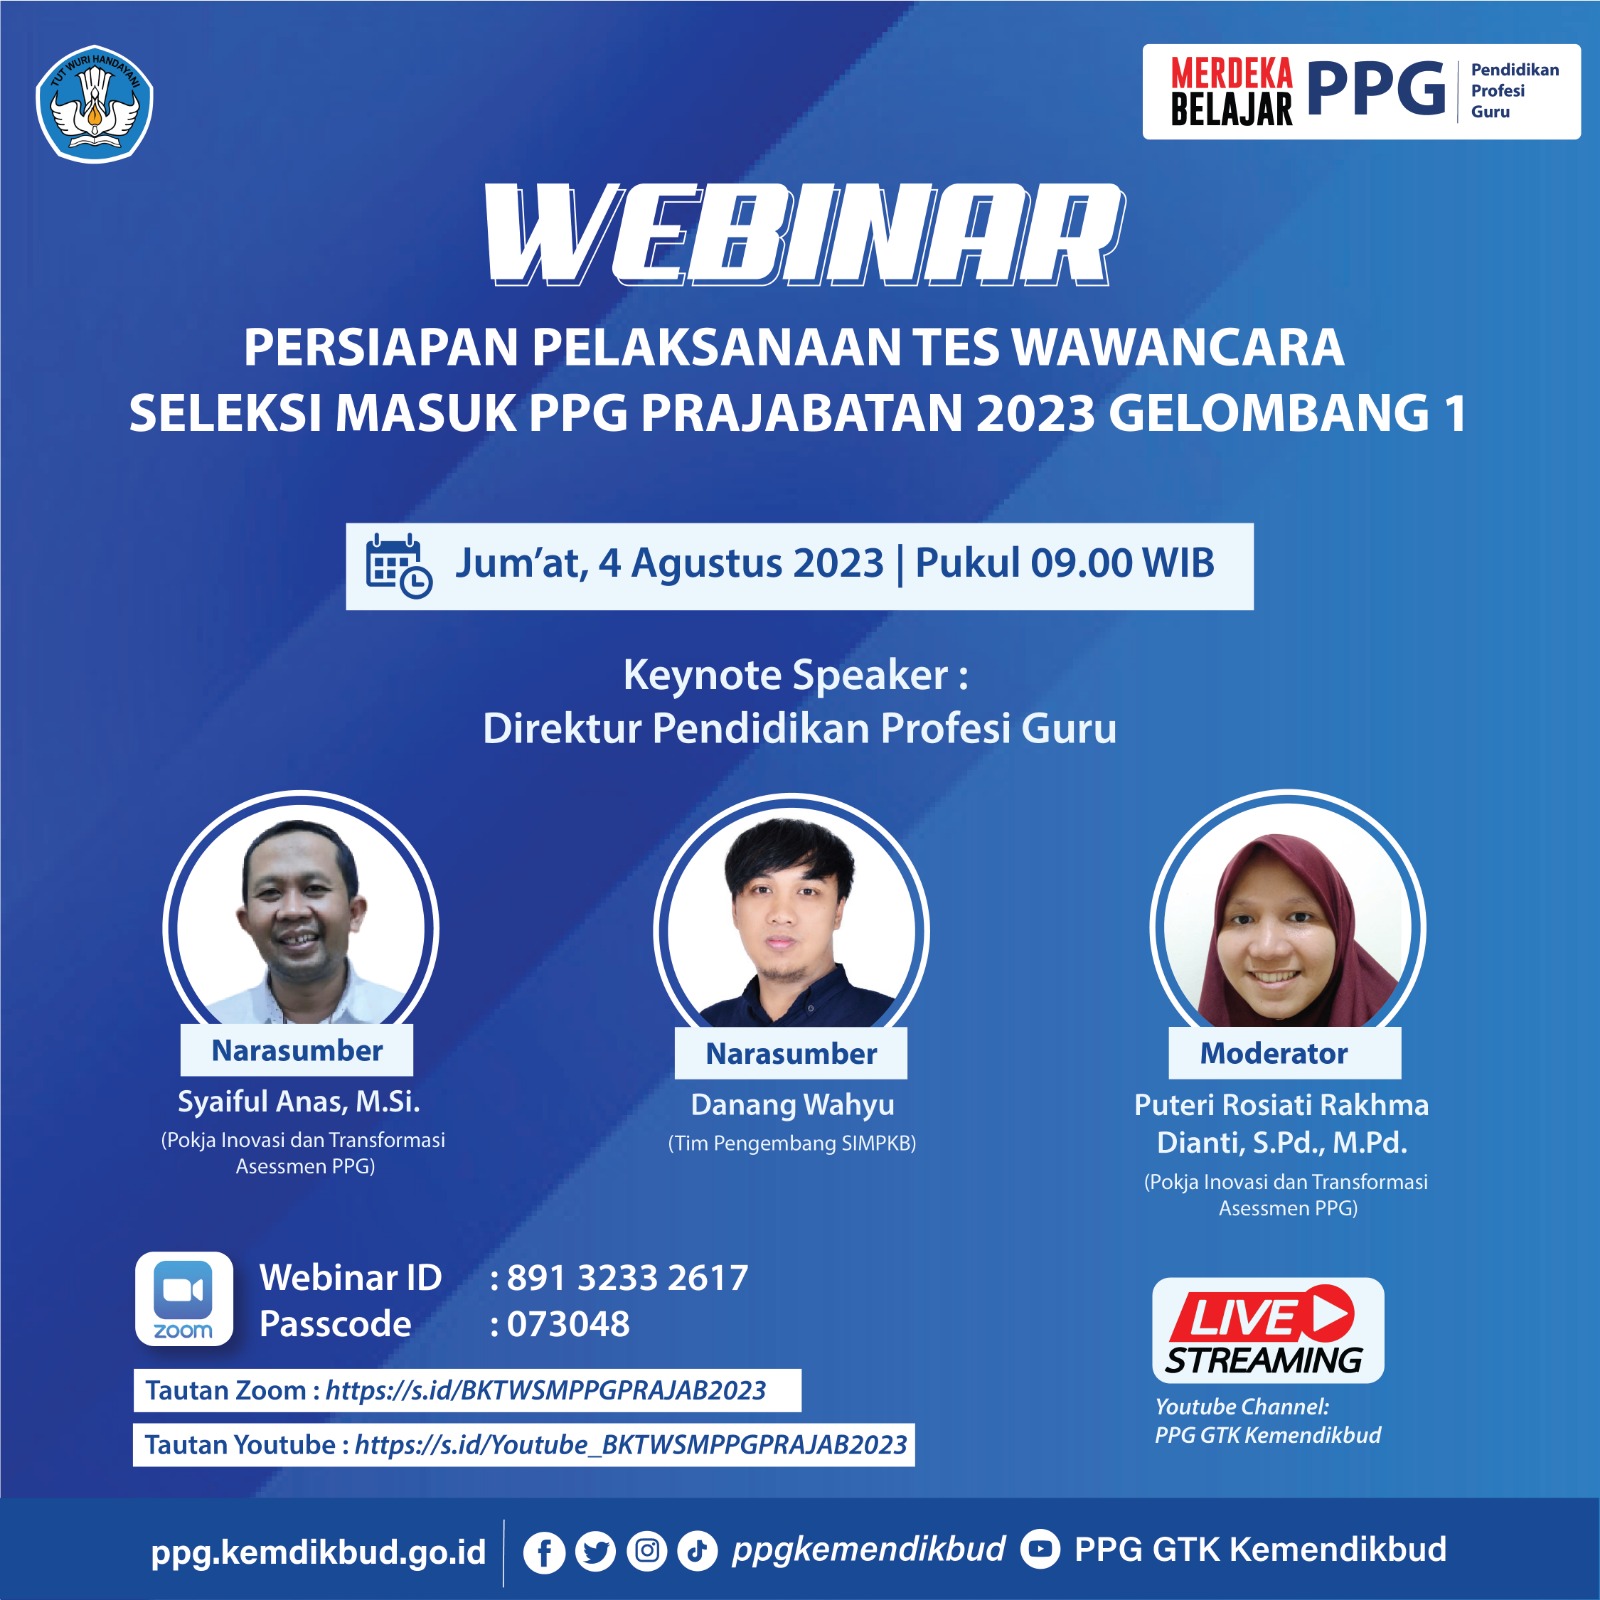 TUT WURI HANDAYANI
MERDEKA
BELAJAR
PPG
Pendidikan
Profesi
Guru
WEBINAR
PERSIAPAN PELAKSANAAN TES WAWANCARA
SELEKSI MASUK PPG PRAJABATAN 2023 GELOMBANG 1
Jum'at, 4 Agustus 2023 | Pukul 09.00 WIB
Keynote Speaker :
Direktur Pendidikan Profesi Guru
Narasumber
Syaiful Anas, M.Si.
(Pokja Inovasi dan Transformasi
Asessmen PPG)
Narasumber
Danang Wahyu
(Tim Pengembang SIMPKB)
Moderator
Puteri Rosiati Rakhma
Dianti, S.Pd., M.Pd.
(Pokja Inovasi dan Transformasi
Asessmen PPG)
zoom
Webinar ID : 891 3233 2617
Passcode : 073048
Tautan Zoom : https://s.id/BKTWSMPPGPRAJAB2023
Tautan Youtube : https://s.id/Youtube_BKTWSMPPGPRAJAB2023
LIVE
STREAMING
Youtube Channel:
PPG GTK Kemendikbud
ppg.kemdikbud.go.id
ppgkemendikbud
PPG GTK Kemendikbud